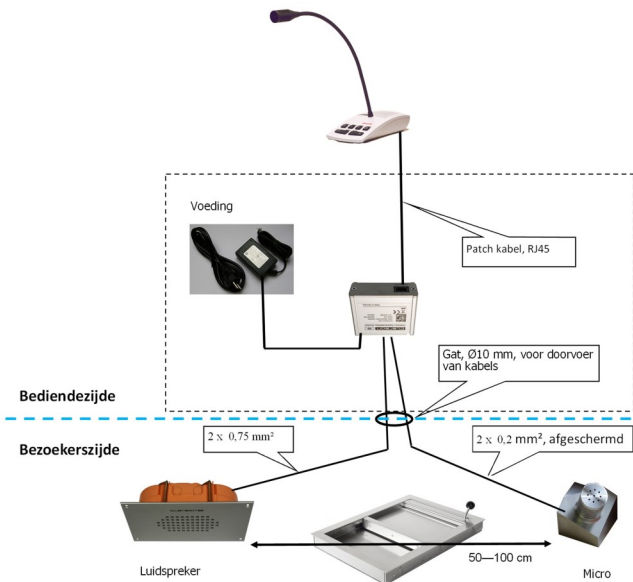 Voeding
Patch kabel, RJ45
Gat, Ø10 mm, voor doorvoer
van kabels
Bediendezijde
Bezoekerszijde
2 x 0,75 mm²
2 x 0,2 mm², afgeschermd
50—100 cm
Luidspreker
Micro